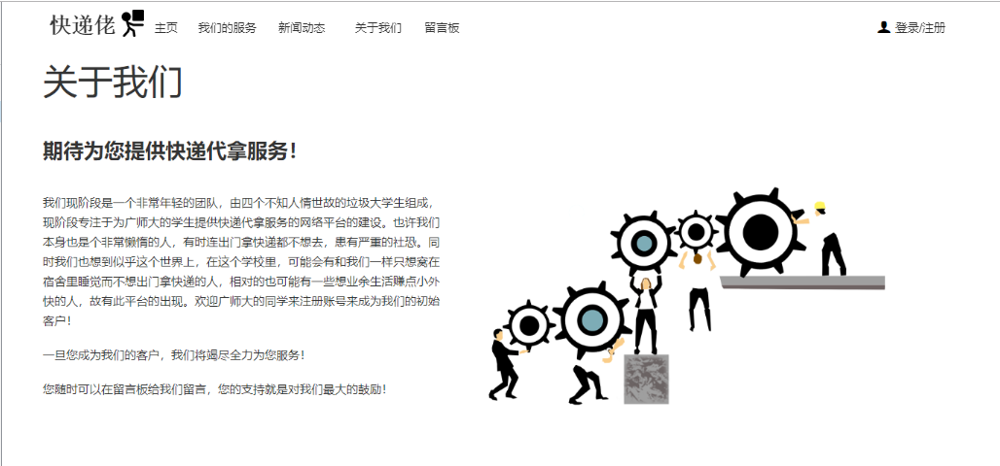 快递佬 主页 我们的服务 新闻动态 关于我们 留言板 登录/注册
关于我们
期待为您提供快递代拿服务！
我们现阶段是一个非常年轻的团队，由四个不知人情世故的垃圾大学生组成，
现阶段专注于为广师大的学生提供快递代拿服务的网络平台的建设。也许我们
本身也是个非常懒惰的人，有时连出门拿快递都不想去，患有严重的社恐。同
时我们也想到似乎这个世界上，在这个学校里，可能会有和我们一样只想窝在
宿舍里睡觉而不想出门拿快递的人，相对的也可能有一些想业余生活赚点小外
快的人，故有此平台的出现。欢迎广师大的同学来注册账号来成为我们的初始
客户！
一旦您成为我们的客户，我们将竭尽全力为您服务！
您随时可以在留言板给我们留言，您的支持就是对我们最大的鼓励！